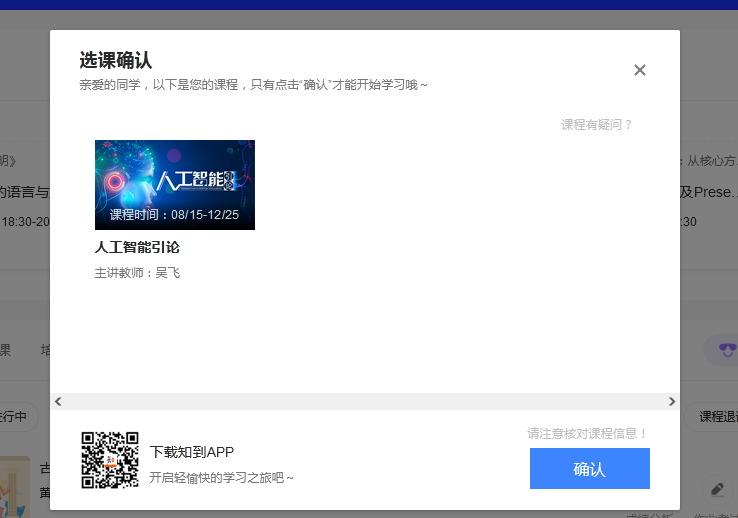 选课确认
亲爱的同学，以下是您的课程，只有点击“确认”才能开始学习哦～
课程有疑问？
明》
：从核心方
的语言与
及Prese..
18:30-20
:30
人工智能引论
课程时间：08/15-12/25
人工智能引论
主讲教师：吴飞
课
培
进行中
课程退
下载知到APP
开启轻愉快的学习之旅吧～
请注意核对课程信息！
确认
古
黄